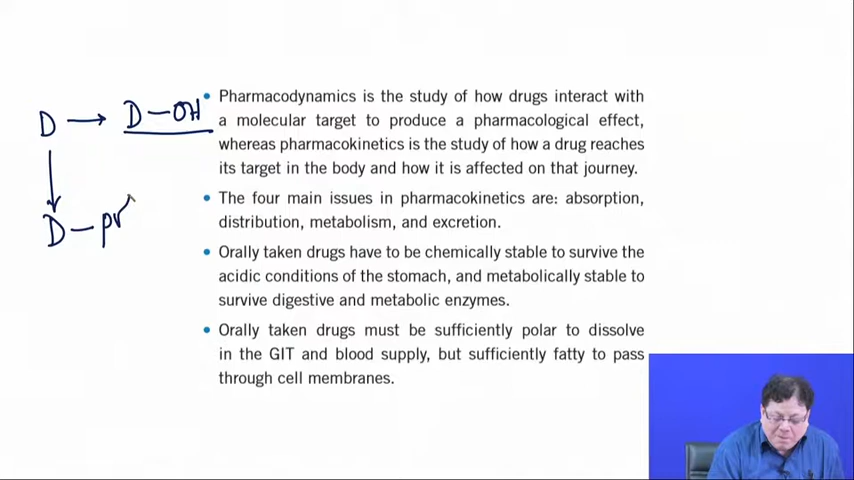 D → D—OH
D—pr
• Pharmacodynamics is the study of how drugs interact with
a molecular target to produce a pharmacological effect,
whereas pharmacokinetics is the study of how a drug reaches
its target in the body and how it is affected on that journey.
• The four main issues in pharmacokinetics are: absorption,
distribution, metabolism, and excretion.
• Orally taken drugs have to be chemically stable to survive the
acidic conditions of the stomach, and metabolically stable to
survive digestive and metabolic enzymes.
• Orally taken drugs must be sufficiently polar to dissolve
in the GIT and blood supply, but sufficiently fatty to pass
through cell membranes.